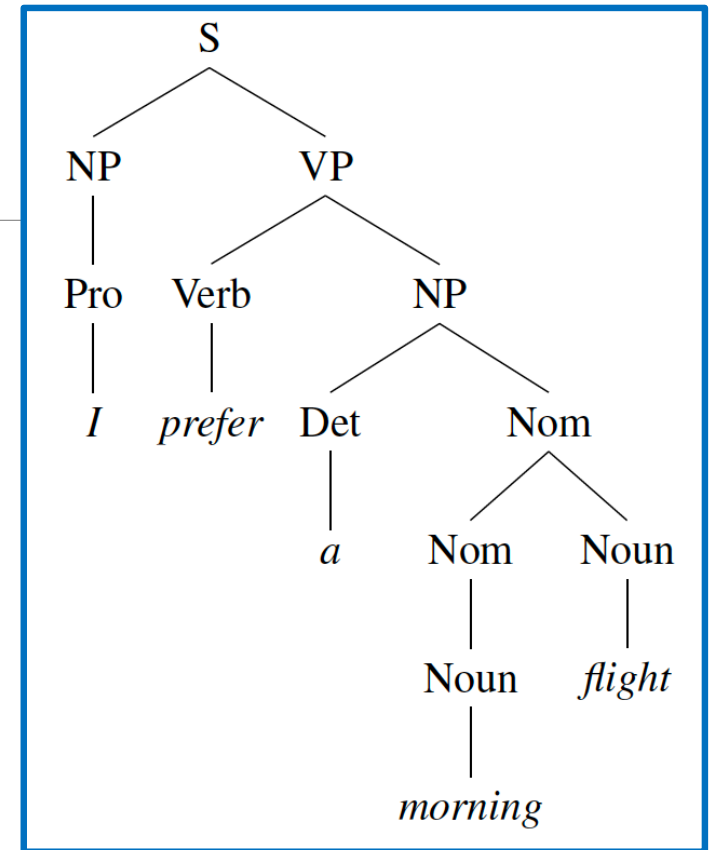 S
NP VP
Pro Verb NP
I prefer Det Nom
a Nom Noun
Noun flight
morning